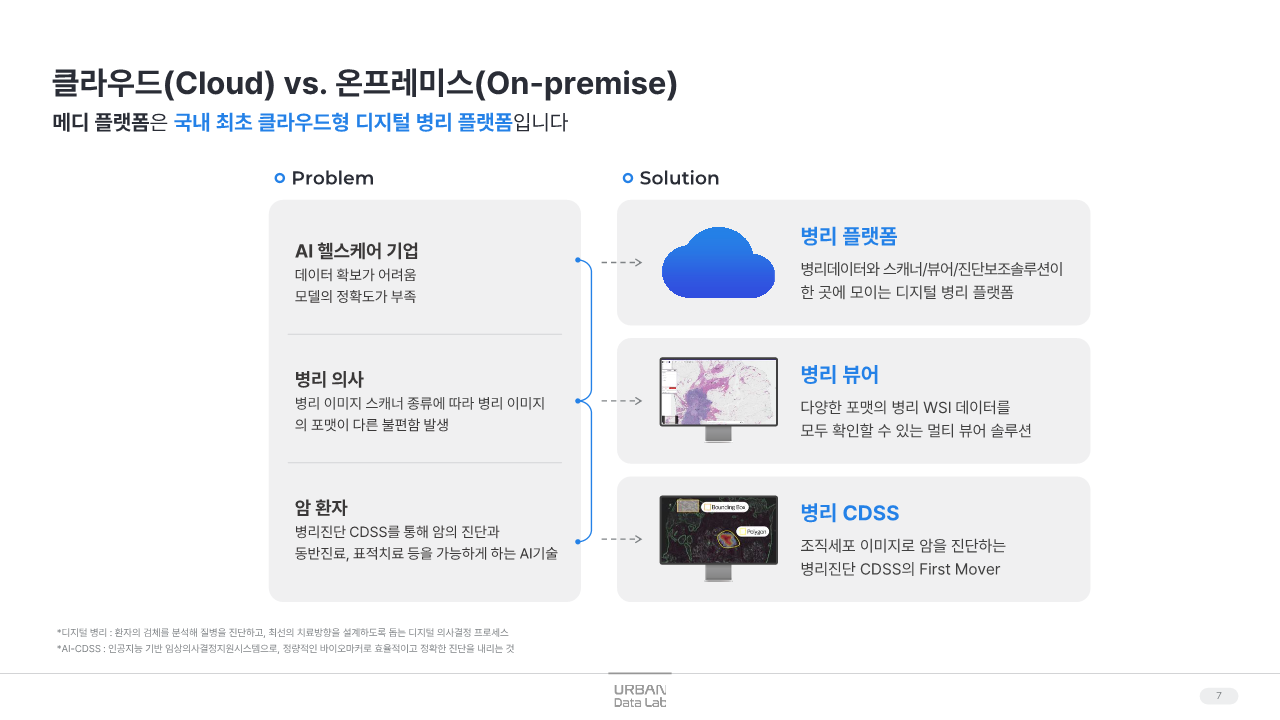 클라우드(Cloud) vs. 온프레미스(On-premise)
메디 플랫폼은 국내 최초 클라우드형 디지털 병리 플랫폼입니다
Problem
AI 헬스케어 기업
데이터 확보가 어려움
모델의 정확도가 부족
병리 의사
병리 이미지 스캐너 종류에 따라 병리 이미지
의 포맷이 다른 불편함 발생
암 환자
병리진단 CDSS를 통해 암의 진단과
동반진료, 표적치료 등을 가능하게 하는 AI기술
Solution
병리 플랫폼
병리데이터와 스캐너/뷰어/진단보조솔루션이
한 곳에 모이는 디지털 병리 플랫폼
병리 뷰어
다양한 포맷의 병리 WSI 데이터를
모두 확인할 수 있는 멀티 뷰어 솔루션
Bounding Box
Polygon
병리 CDSS
조직세포 이미지로 암을 진단하는
병리진단 CDSS의 First Mover
*디지털 병리 : 환자의 검체를 분석해 질병을 진단하고, 최선의 치료방향을 설계하도록 돕는 디지털 의사결정 프로세스
*AI-CDSS : 인공지능 기반 임상의사결정지원시스템으로, 정량적인 바이오마커로 효율적이고 정확한 진단을 내리는 것
URBAN
Data Lab
7